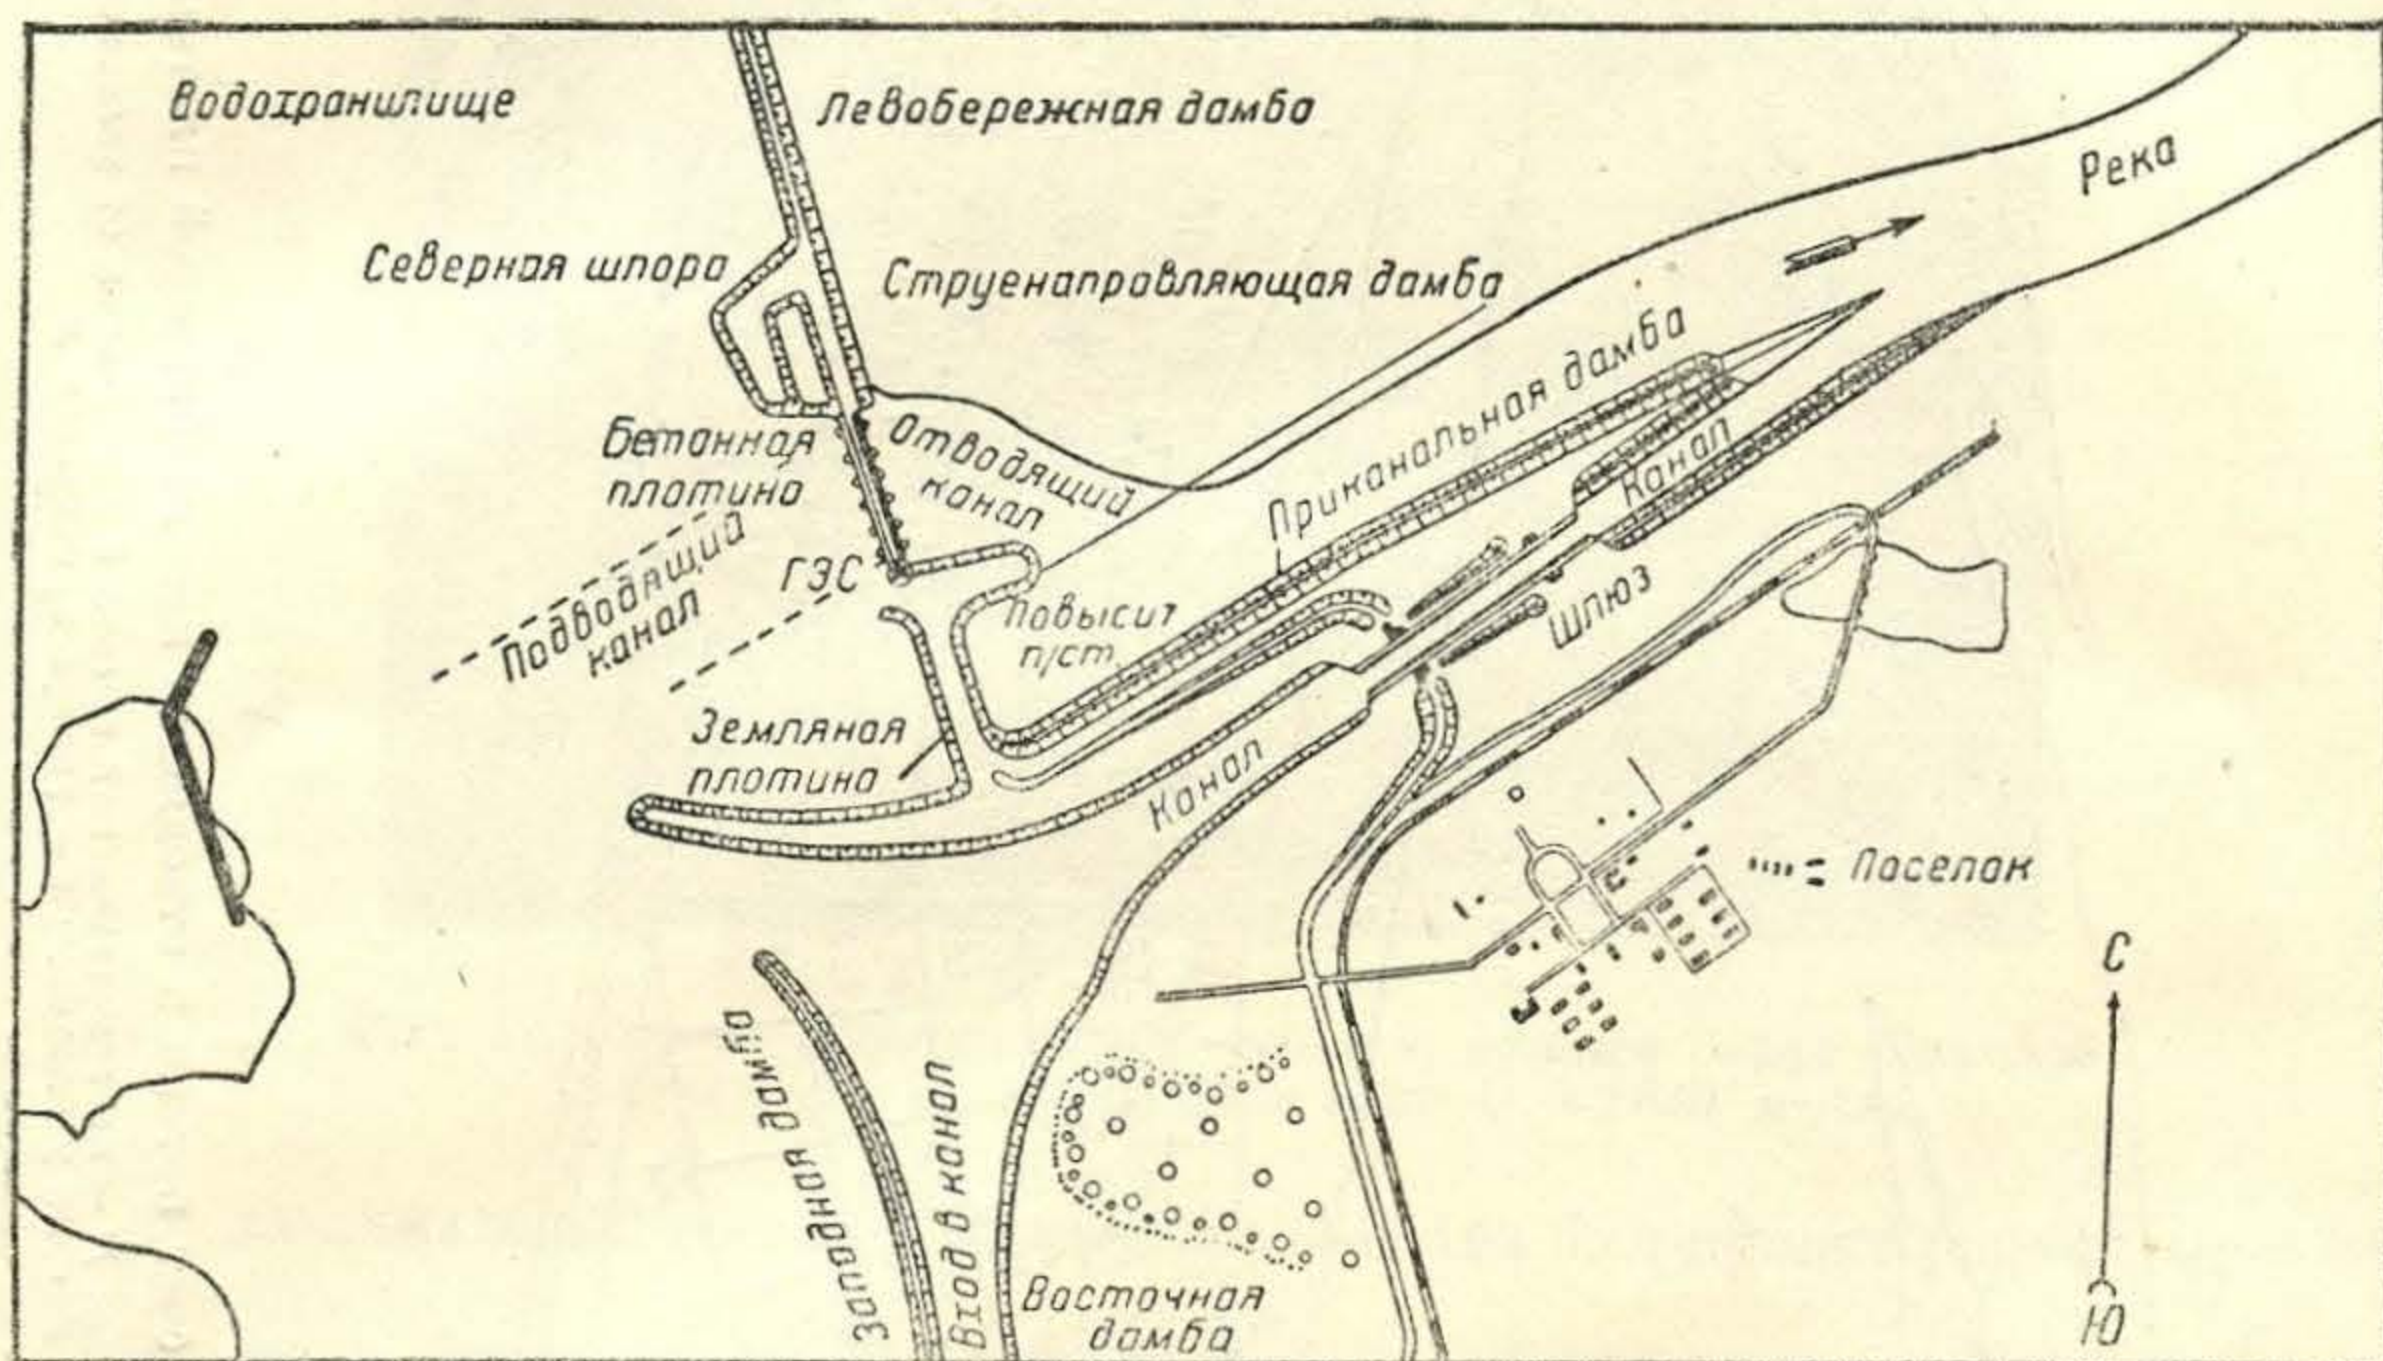 Водохранилище
Левобережная дамба
Река
Северная шпора
Струенаправляющая дамба
Приканальная дамба
Бетонная
плотина
Отводящий
канал
Канал
Подводящий
канал
ГЭС
Повысит
п/ст.
Шлюз
Земляная
плотина
Канал
Поселок
Западная дамба
Вход в канал
Восточная
дамба
С
Ю